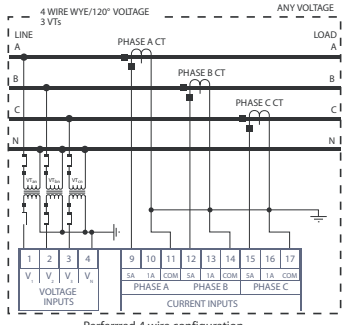 4 WIRE WYE/120° VOLTAGE
3 VTs
ANY VOLTAGE
LINE
LOAD
PHASE A CT
A
A
PHASE B CT
B
B
PHASE C CT
C
C
N
N
1 2 3 4 9 10 11 12 13 14 15 16 17
V V V V 5A 1A COM 5A 1A COM 5A 1A COM
VOLTAGE INPUTS
PHASE A PHASE B PHASE C
CURRENT INPUTS
Perferred 4 wire configuration